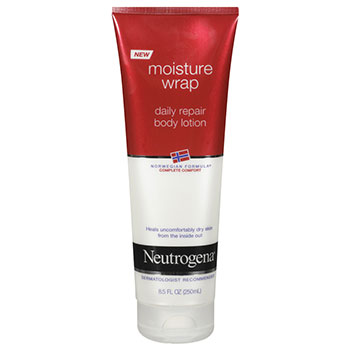 NEW
moisture
wrap
daily repair
body lotion
NORWEGIAN FORMULA®
COMPLETE COMFORT
Heals uncomfortably dry skin
from the inside out
Neutrogena®
DERMATOLOGIST RECOMMENDED
8.5 FL OZ (250mL)